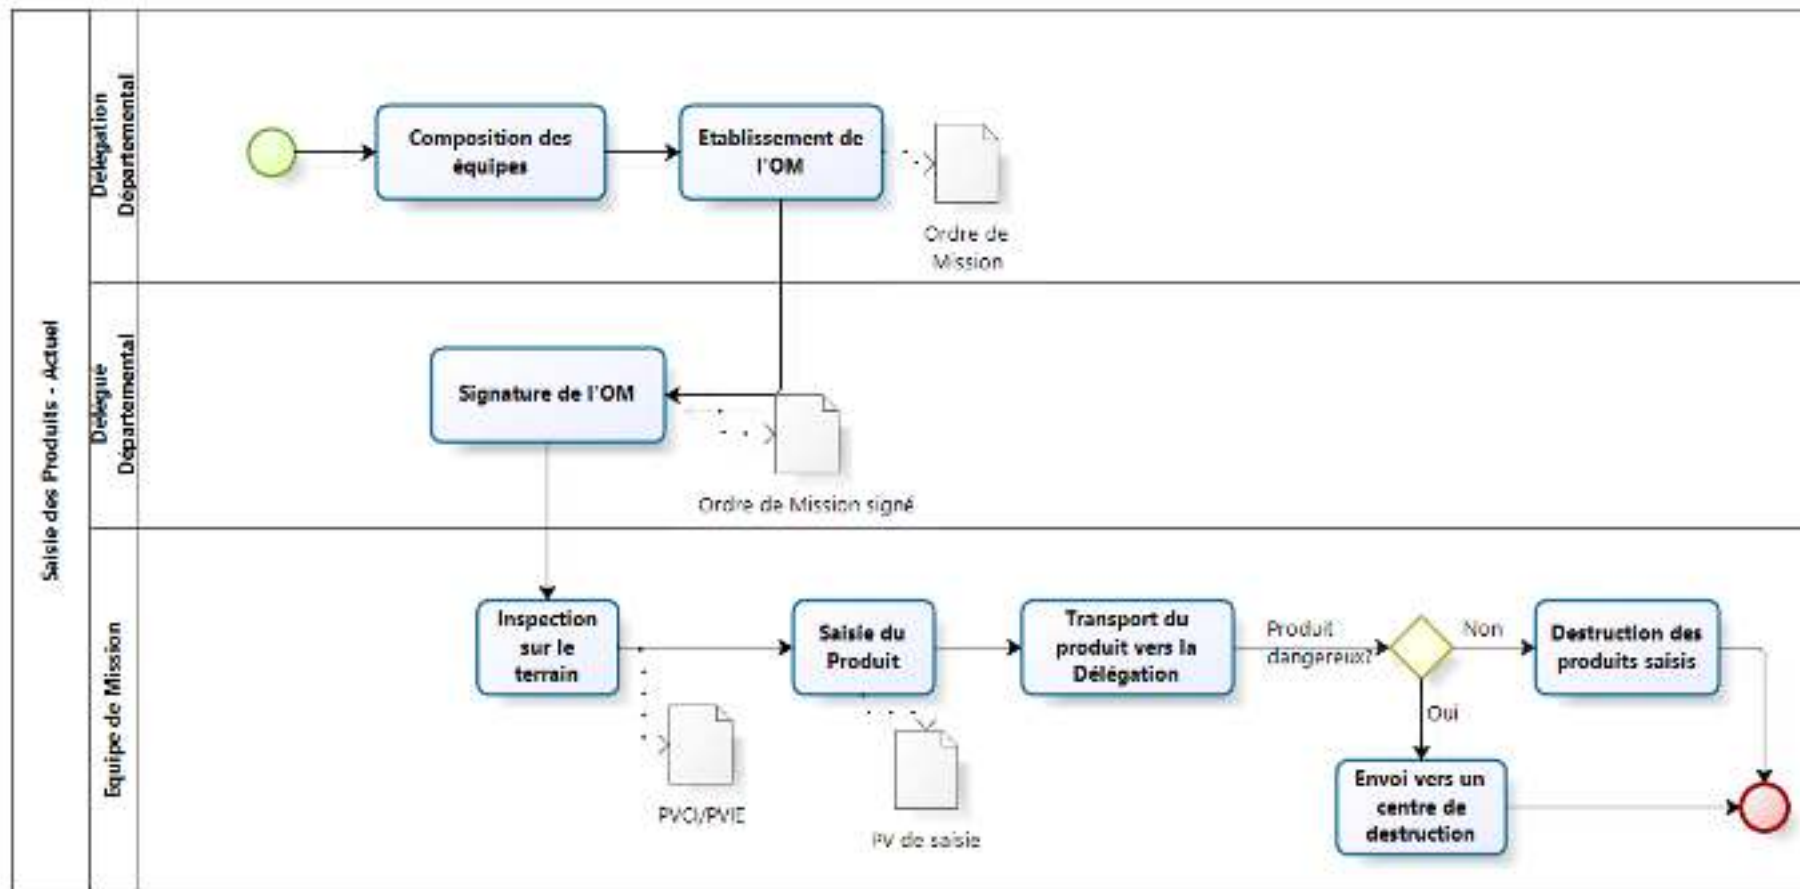 Saisie des Produits - Actuel
Délégation
Départemental
Composition des
équipes
Etablissement de
l'OM
Ordre de
Mission
Délégué
Départemental
Signature de l'OM
Ordre de Mission signé
Equipe de Mission
Inspection
sur le
terrain
PVCI/PVIE
Saisie du
Produit
PV de saisie
Transport du
produit vers la
Délégation
Produit
dangereux?
Non
Oui
Destruction des
produits saisis
Envoi vers un
centre de
destruction